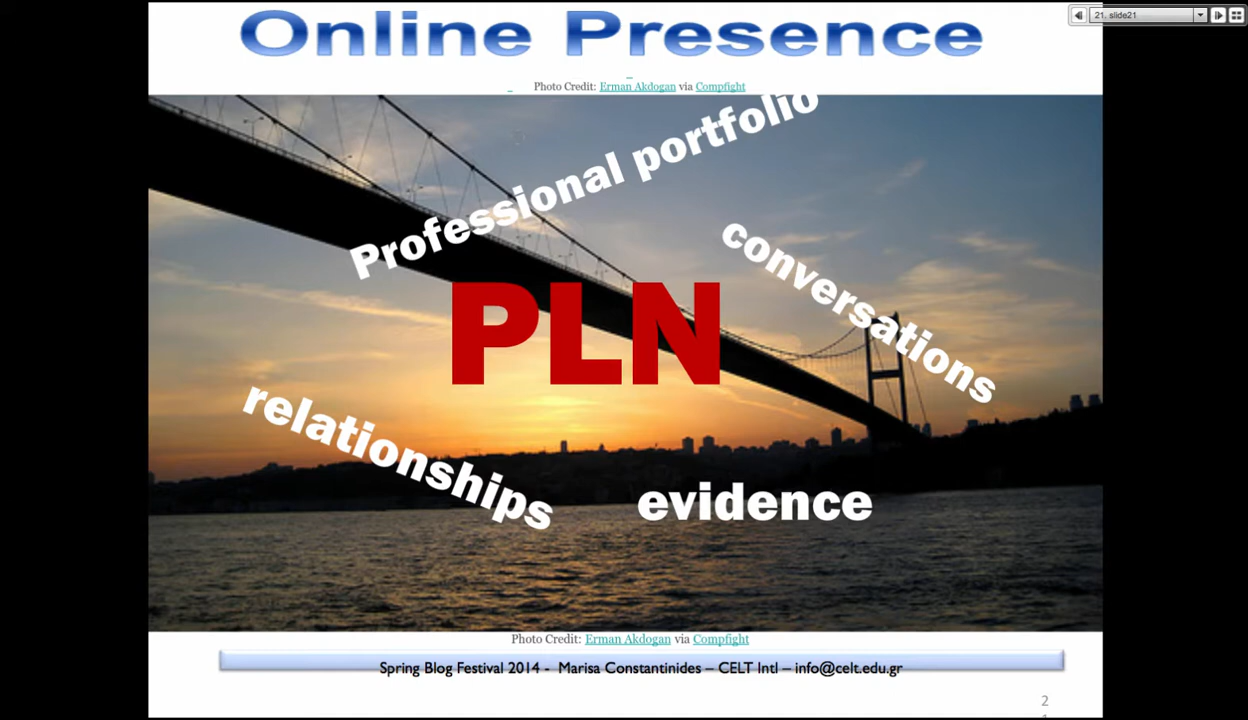 Online Presence
21. slide21
Photo Credit: Erman Akdogan via Compfight
Professional portfolio
conversations
PLN
relationships
evidence
Photo Credit: Erman Akdogan via Compfight
Spring Blog Festival 2014 - Marisa Constantinides – CELT Intl – info@celt.edu.gr
2